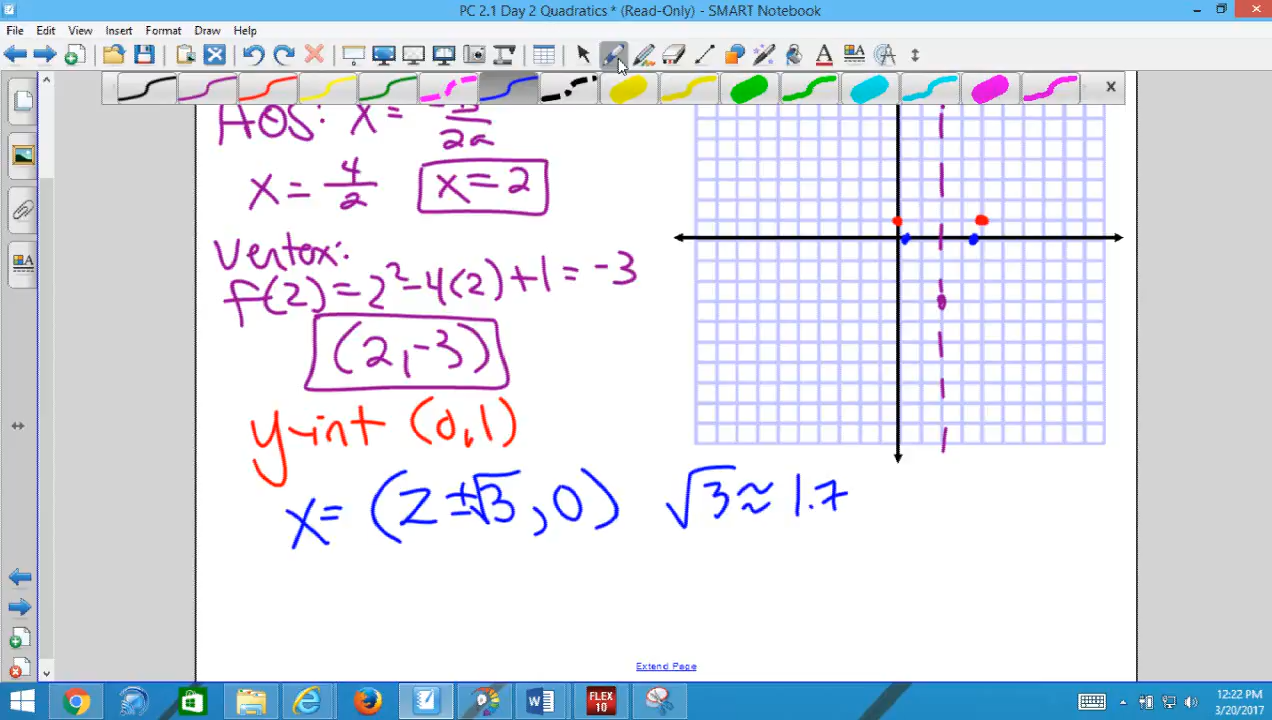 PC 2.1 Day 2 Quadratics * (Read-Only) - SMART Notebook
File Edit View Insert Format Draw Help
AOS: x = -b/2a
x = 4/2 x = 2
Vertex:
f(2) = 2² - 4(2) + 1 = -3
(2, -3)
y-int (0,1)
x = (2 ± √3, 0) √3 ≈ 1.7
Extend Page
FLEX
10
12:22 PM
3/20/2017